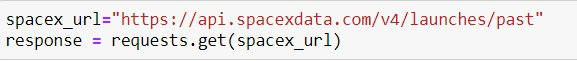 spacex_url="https://api.spacexdata.com/v4/launches/past"
response = requests.get(spacex_url)